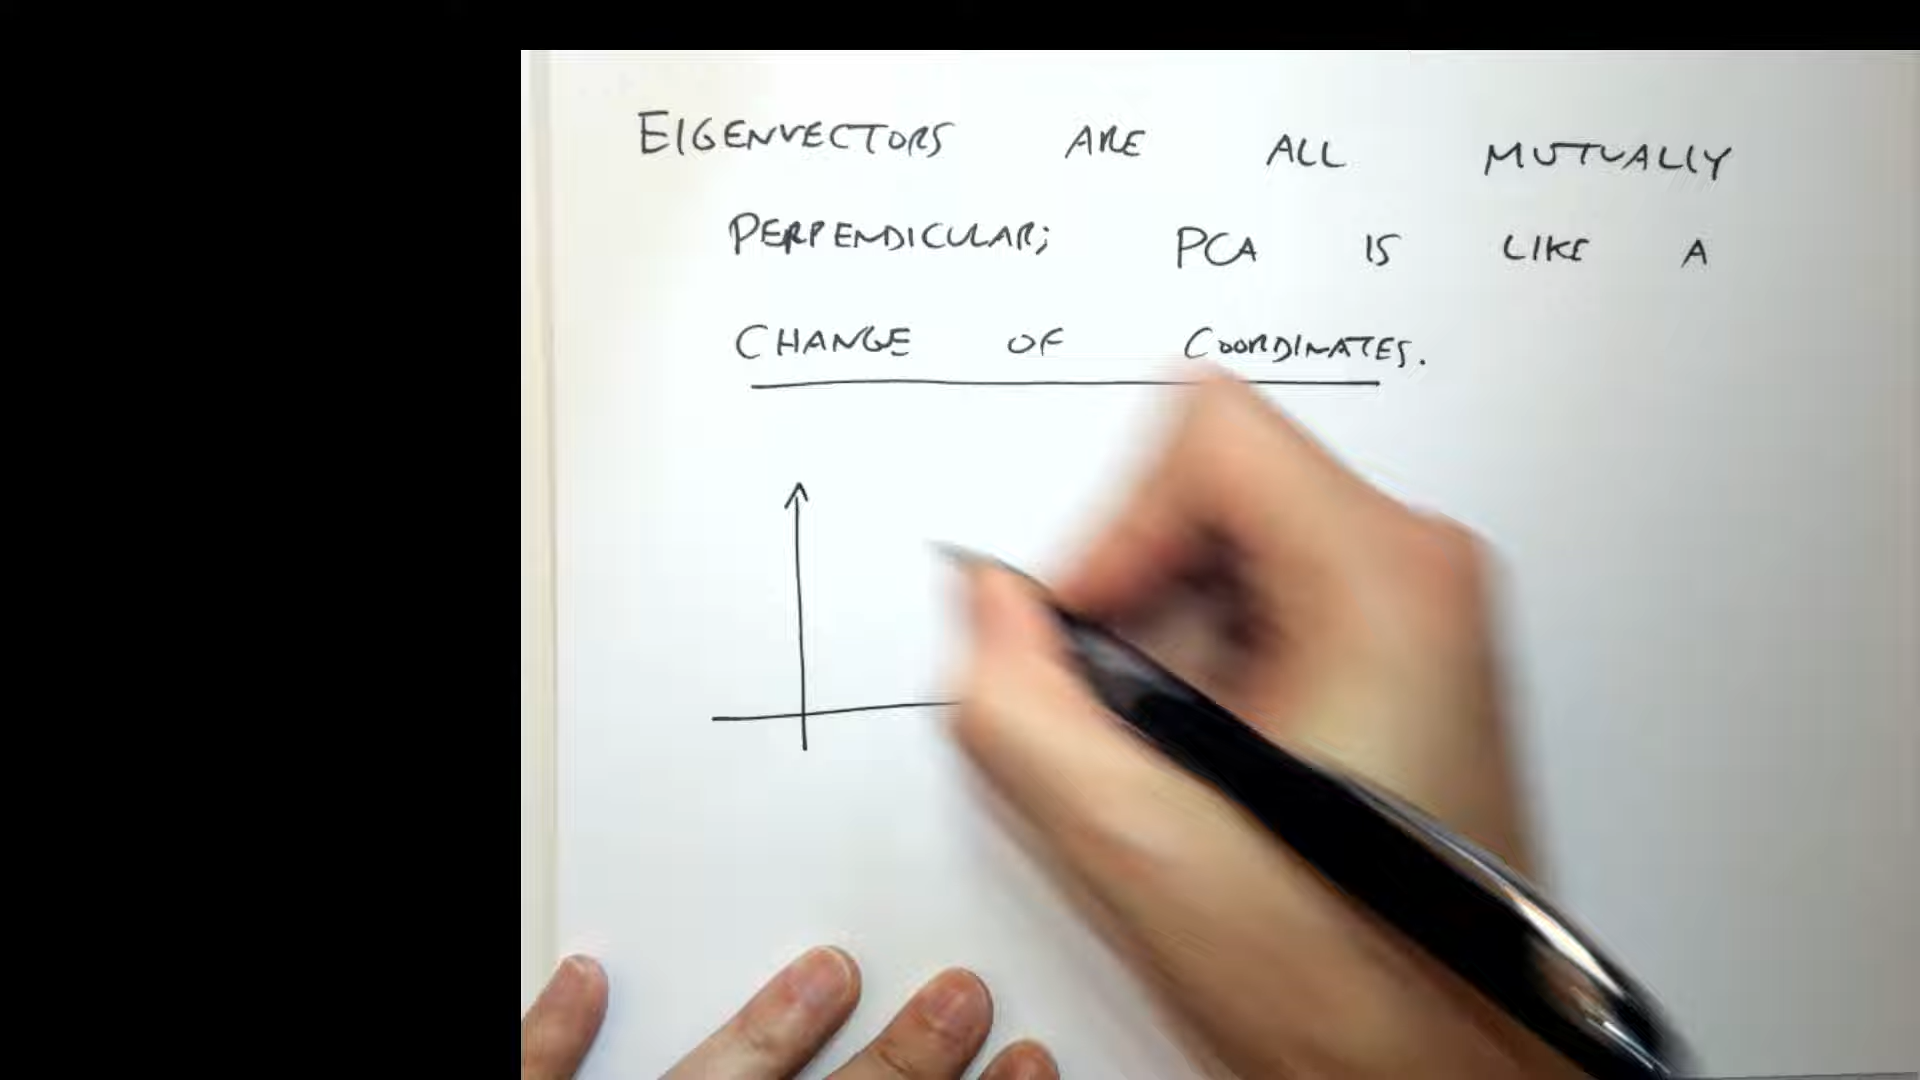 EIGENVECTORS ARE ALL MUTUALLY
PERPENDICULAR; PCA IS LIKE A
CHANGE OF COORDINATES.